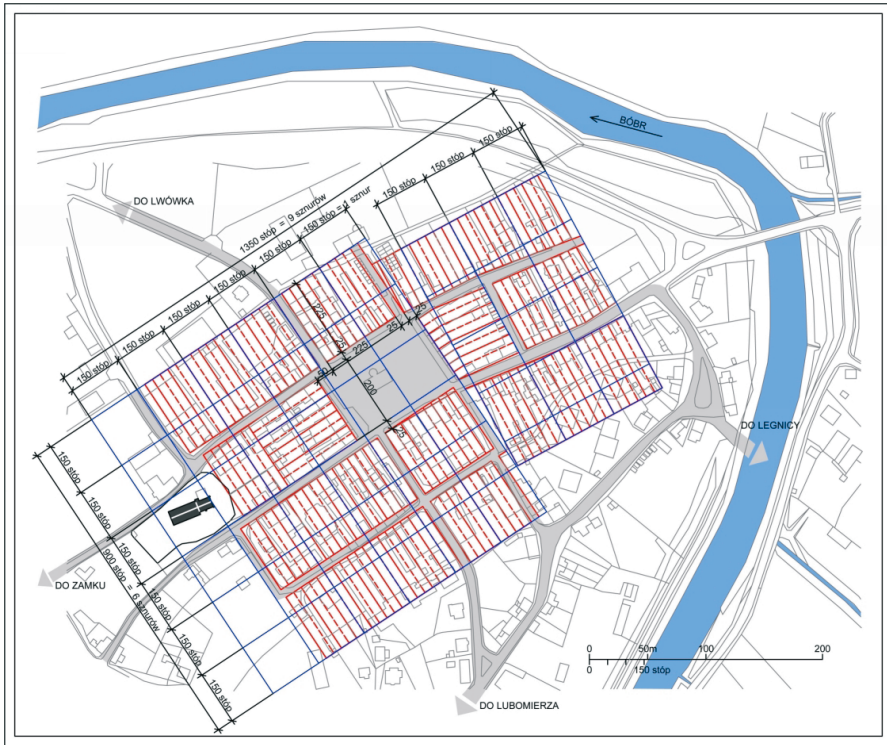 BÓBR
DO LWÓWKA
1350 stóp = 9 sznurów
150 stóp
150 stóp
150 stóp
150 stóp = 1 sznur
150 stóp
150 stóp
150 stóp
150 stóp
150 stóp
150 stóp
225
25
225
25
25
50
200
25
DO LEGNICY
150 stóp
150 stóp
150 stóp
150 stóp
150 stóp
150 stóp
900 stóp = 6 sznurów
DO ZAMKU
DO LUBOMIERZA
0 50m 100 200
0 150 stóp